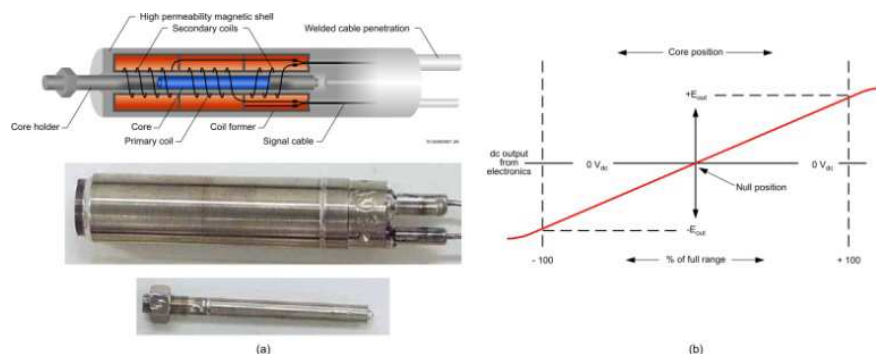 High permeability magnetic shell
Secondary coils
Welded cable penetration
Core holder
Core
Coil former
Primary coil
Signal cable
(a)
Core position
+Eout
dc output
from
electronics
0 Vdc
0 Vdc
Null position
-Eout
- 100
% of full range
+ 100
(b)